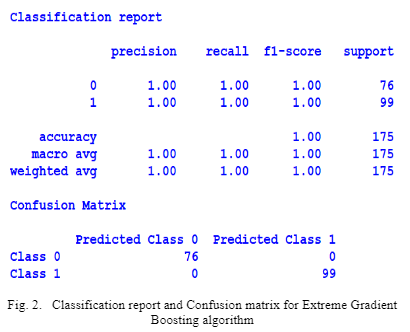 Classification report
precision recall f1-score support
0 1.00 1.00 1.00 76
1 1.00 1.00 1.00 99
accuracy 1.00 175
macro avg 1.00 1.00 1.00 175
weighted avg 1.00 1.00 1.00 175
Confusion Matrix
Predicted Class 0 Predicted Class 1
Class 0 76 0
Class 1 0 99
Fig. 2. Classification report and Confusion matrix for Extreme Gradient
Boosting algorithm